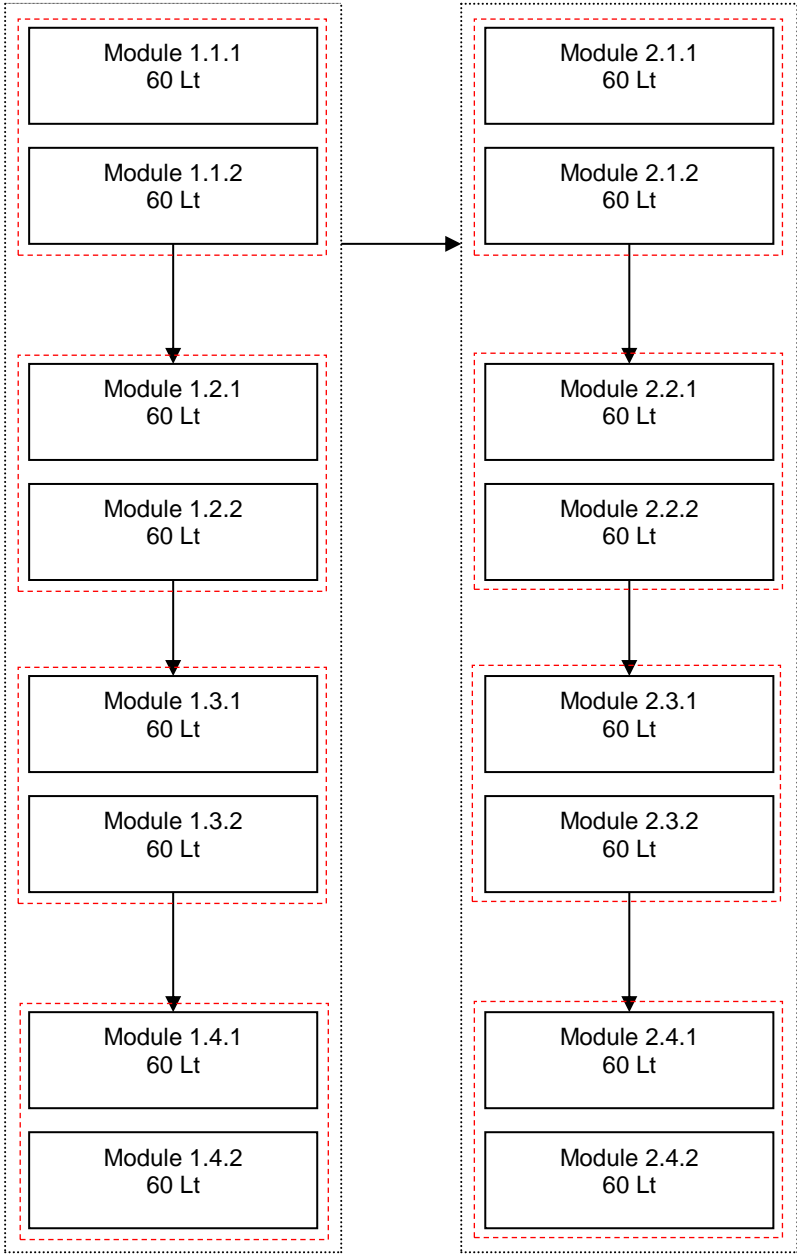 Module 1.1.1
60 Lt
Module 1.1.2
60 Lt
Module 1.2.1
60 Lt
Module 1.2.2
60 Lt
Module 1.3.1
60 Lt
Module 1.3.2
60 Lt
Module 1.4.1
60 Lt
Module 1.4.2
60 Lt
Module 2.1.1
60 Lt
Module 2.1.2
60 Lt
Module 2.2.1
60 Lt
Module 2.2.2
60 Lt
Module 2.3.1
60 Lt
Module 2.3.2
60 Lt
Module 2.4.1
60 Lt
Module 2.4.2
60 Lt